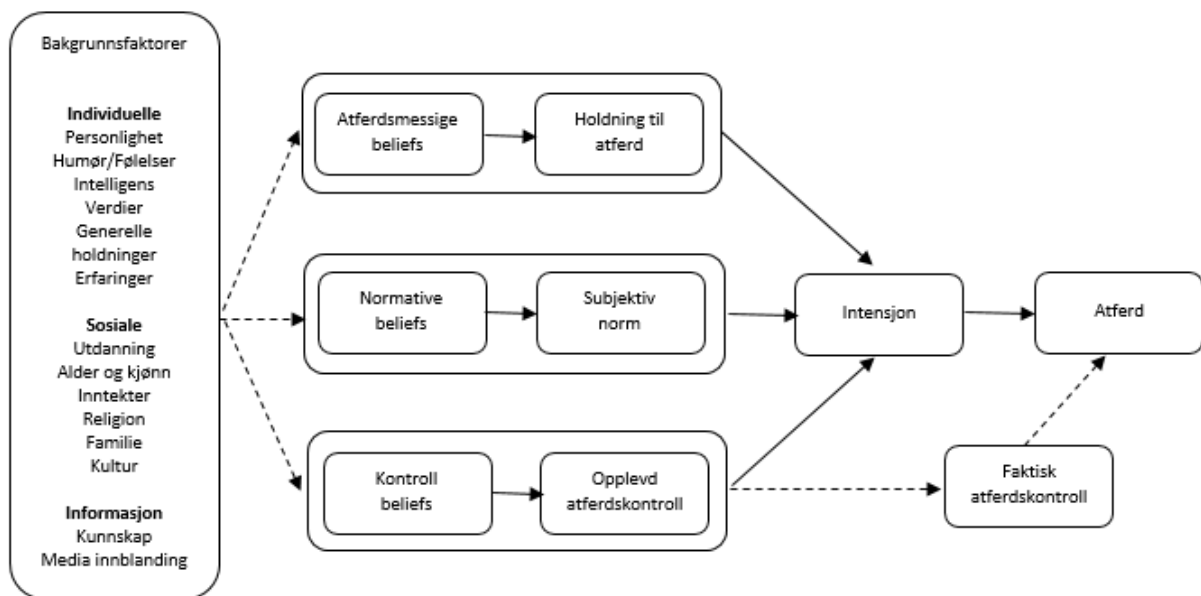 Bakgrunnsfaktorer
Individuelle
Personlighet
Humør/Følelser
Intelligens
Verdier
Generelle
holdninger
Erfaringer
Sosiale
Utdanning
Alder og kjønn
Inntekter
Religion
Familie
Kultur
Informasjon
Kunnskap
Media innblanding
Atferdsmessige
beliefs
Holdning til
atferd
Normative
beliefs
Subjektiv
norm
Kontroll
beliefs
Opplevd
atferdskontroll
Intensjon
Atferd
Faktisk
atferdskontroll